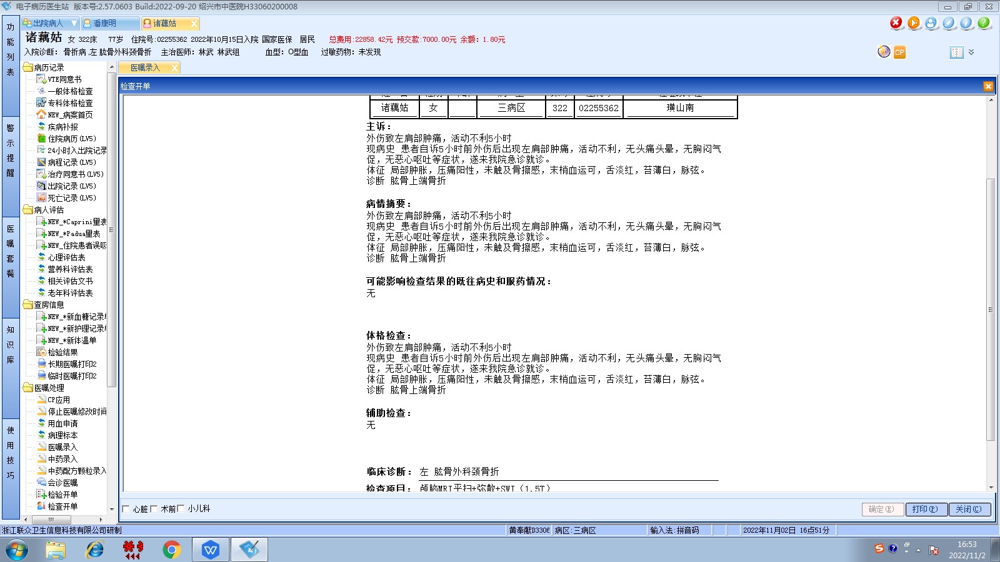 电子病历医生站 版本号:2.57.0603 Build:2022-09-20 绍兴市中医院H33060200008
功能列表
警示提醒
医嘱套餐
知识库
使用技巧
出院病人
潘康明
诸藕姑
诸藕姑 女 322床 77岁 住院号:02255362 2022年10月15日入院 国家医保 居民 总费用:22858.42元 预交款:7000.00元 余额: 1.80元
入院诊断: 骨折病 ,左 肱骨外科颈骨折 主治医师: 林武 林武组 血型: O型血 过敏药物: 未发现
CP
病历记录
VTE同意书
一般体格检查
专科体格检查
NEW_病案首页
疾病补报
住院病历(LV5)
24小时入出院记录
病程记录(LV5)
治疗同意书(LV5)
出院记录(LV5)
死亡记录(LV5)
病人评估
NEW_*Caprini量表
NEW_*Padua量表
NEW_住院患者误吸
心理评估表
营养科评估表
相关评估文书
老年科评估表
查房信息
NEW_*新血糖记录单
NEW_*新护理记录单
NEW_*新体温单
检验结果
长期医嘱打印2
临时医嘱打印2
医嘱处理
CP应用
停止医嘱修改时间
用血申请
病理标本
医嘱录入
中药录入
中药配方颗粒录入
会诊医嘱
检验开单
检查开单
医嘱录入
检查开单
诸藕姑 女 三病区 322 02255362 璜山南
主诉:
外伤致左肩部肿痛，活动不利5小时
现病史 患者自诉5小时前外伤后出现左肩部肿痛，活动不利，无头痛头晕，无胸闷气
促，无恶心呕吐等症状，遂来我院急诊就诊。
体征 局部肿胀，压痛阳性，未触及骨擦感，末梢血运可，舌淡红，苔薄白，脉弦。
诊断 肱骨上端骨折
病情摘要:
外伤致左肩部肿痛，活动不利5小时
现病史 患者自诉5小时前外伤后出现左肩部肿痛，活动不利，无头痛头晕，无胸闷气
促，无恶心呕吐等症状，遂来我院急诊就诊。
体征 局部肿胀，压痛阳性，未触及骨擦感，末梢血运可，舌淡红，苔薄白，脉弦。
诊断 肱骨上端骨折
可能影响检查结果的既往病史和服药情况:
无
体格检查:
外伤致左肩部肿痛，活动不利5小时
现病史 患者自诉5小时前外伤后出现左肩部肿痛，活动不利，无头痛头晕，无胸闷气
促，无恶心呕吐等症状，遂来我院急诊就诊。
体征 局部肿胀，压痛阳性，未触及骨擦感，末梢血运可，舌淡红，苔薄白，脉弦。
诊断 肱骨上端骨折
辅助检查:
无
临床诊断: 左 肱骨外科颈骨折
检查项目: 颅脑MRI平扫+弥散+SWI（1.5T）
心脏 术前 小儿科
确定(E) 打印(P) 关闭(C)
浙江联众卫生信息科技有限公司研制 黄奉献D3306 病区:三病区 输入法:拼音码 2022年11月02日 16点51分
16:53
2022/11/2